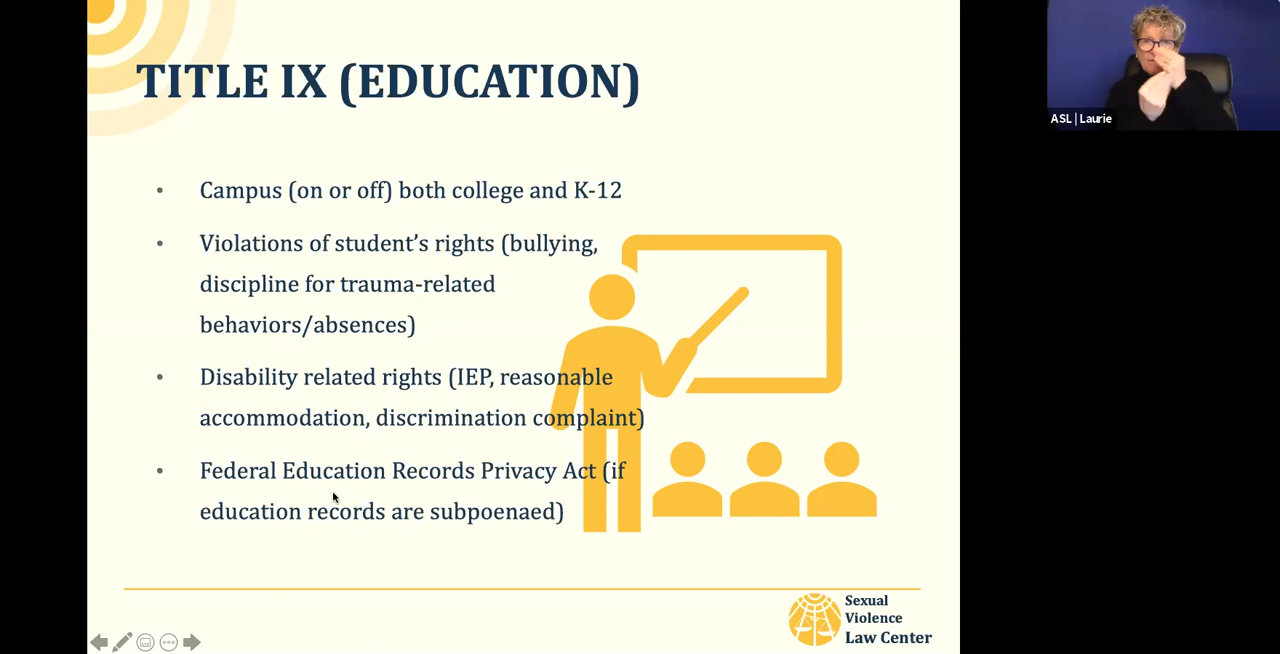 TITLE IX (EDUCATION)
• Campus (on or off) both college and K-12
• Violations of student’s rights (bullying,
discipline for trauma-related
behaviors/absences)
• Disability related rights (IEP, reasonable
accommodation, discrimination complaint)
• Federal Education Records Privacy Act (if
education records are subpoenaed)
Sexual
Violence
Law Center
ASL | Laurie